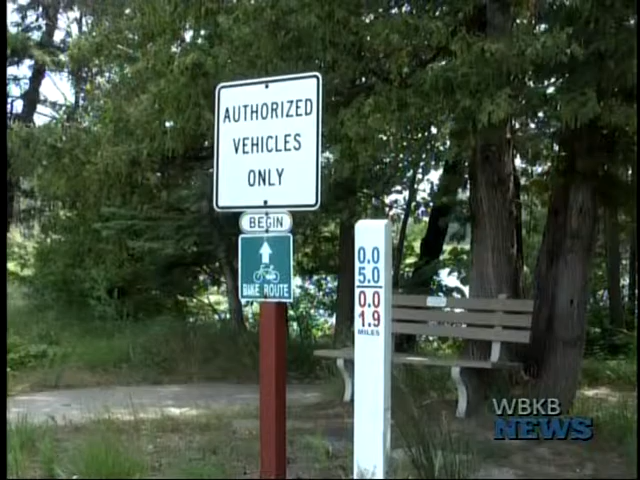 AUTHORIZED
VEHICLES
ONLY
BEGIN
BIKE ROUTE
0.0
5.0
0.0
1.9
MILES
WBKB
NEWS